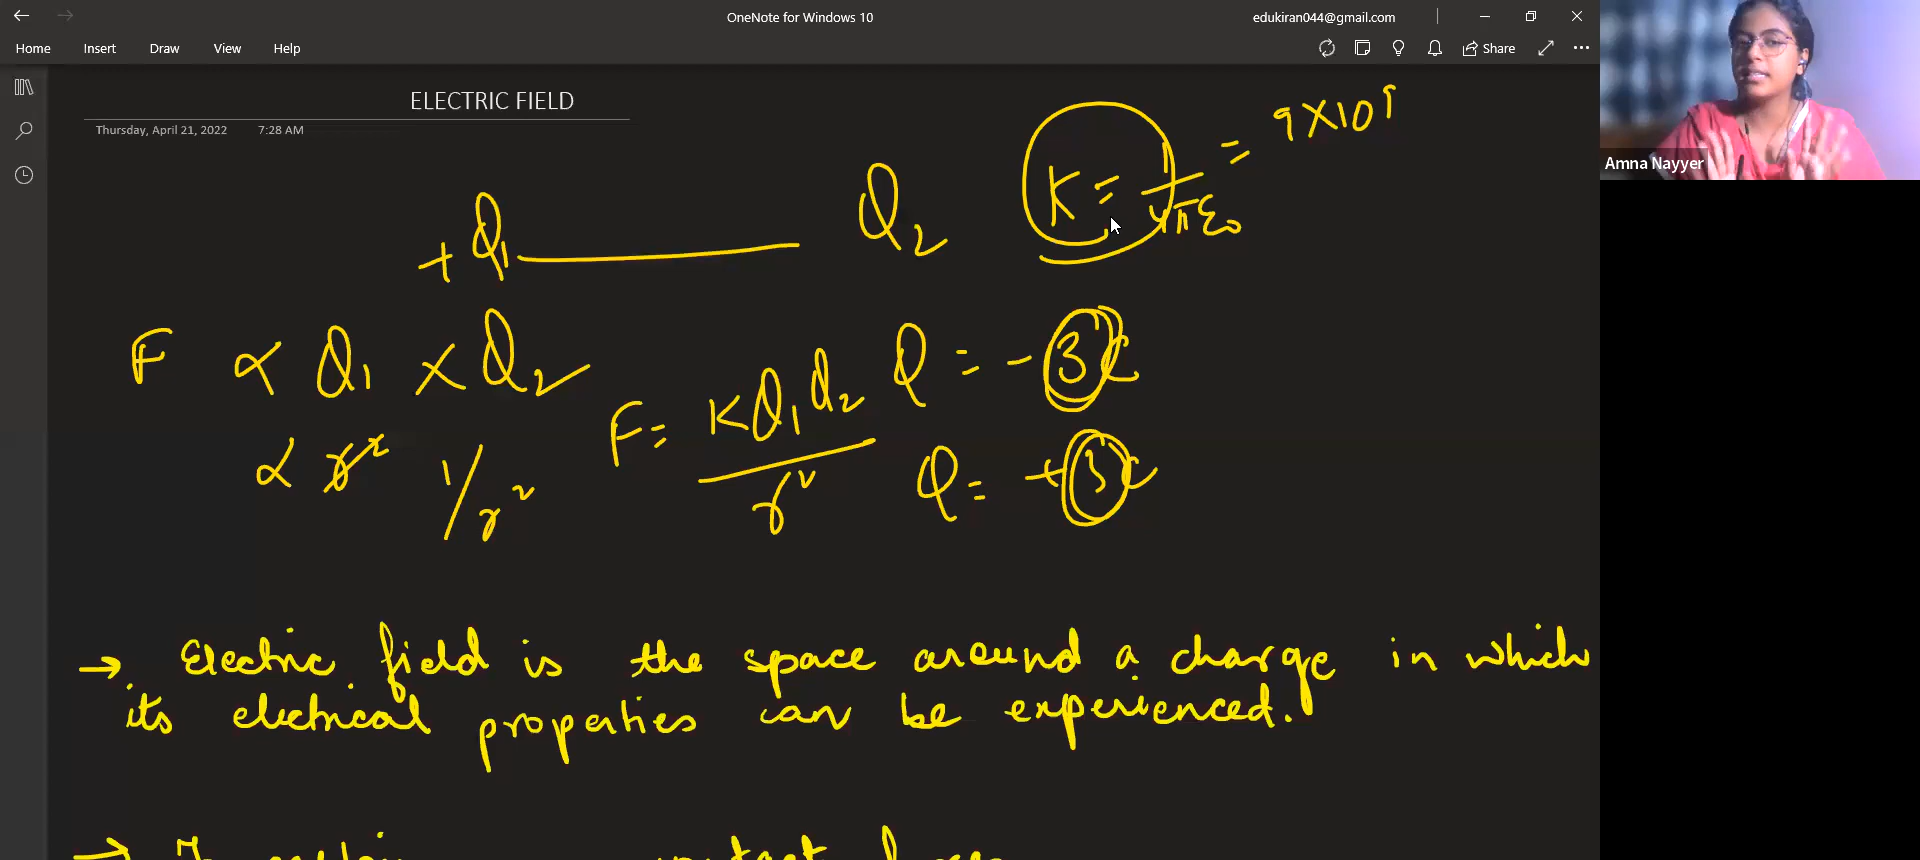 OneNote for Windows 10
edukiran044@gmail.com
Home Insert Draw View Help
Share
ELECTRIC FIELD
Thursday, April 21, 2022 7:28 AM
Amna Nayyer
+Q₁ Q₂
K = 1/4πε₀ = 9×10⁹
F ∝ Q₁ × Q₂
∝ r² 1/r²
F = KQ₁Q₂/r²
Q = -3C
Q = +3C
→ Electric field is the space around a charge in which
its electrical properties can be experienced.